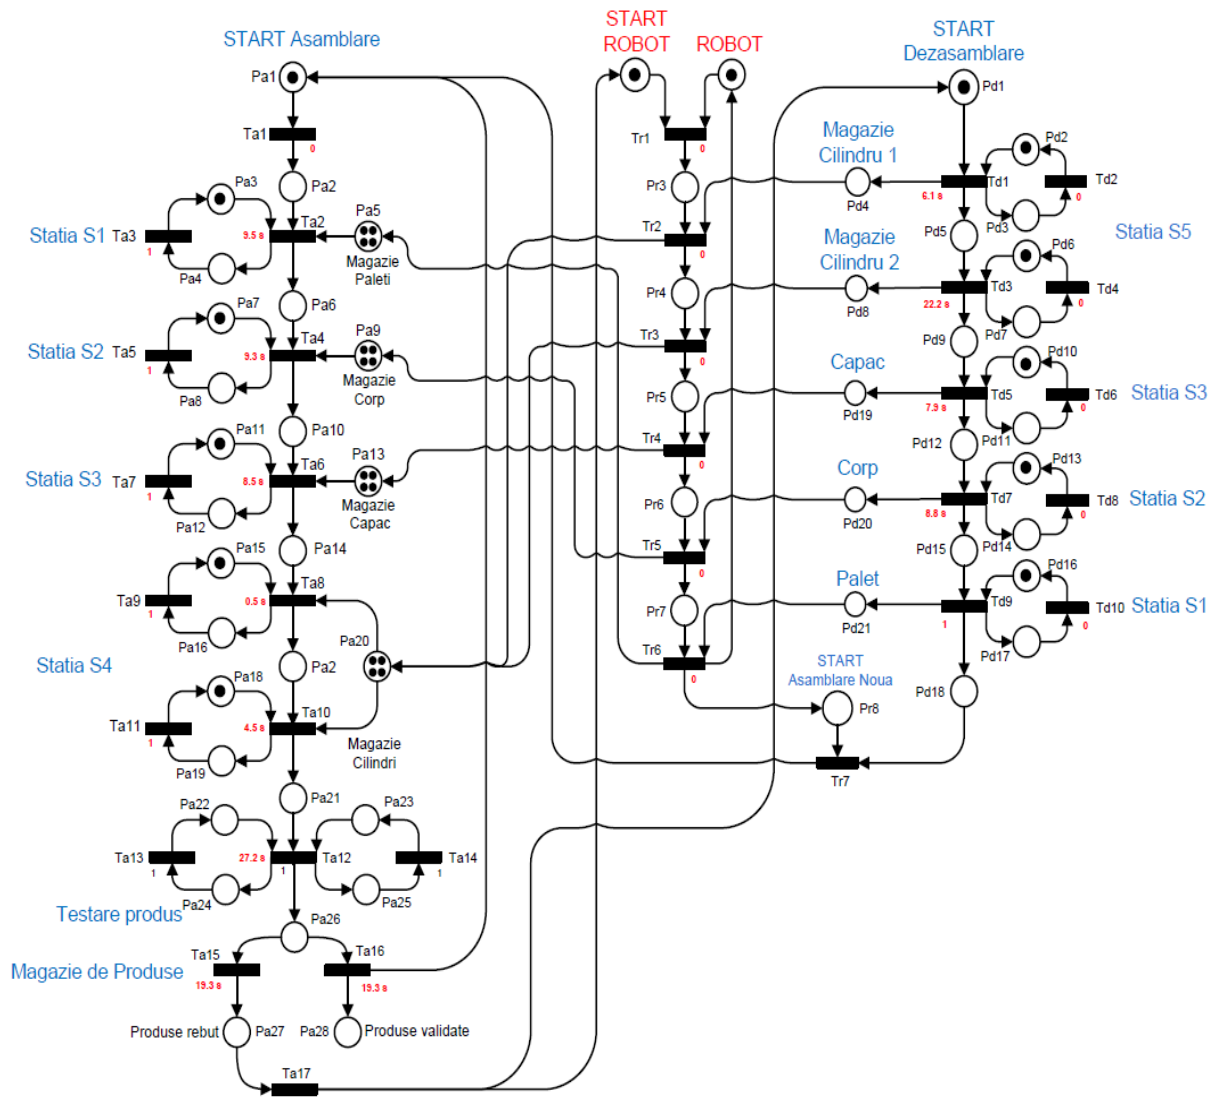 START Asamblare
START
ROBOT
ROBOT
START
Dezasamblare
Pa1
Pd1
Ta1
0
Tr1
0
Magazie
Cilindru 1
Pd2
Pa3
Pa2
Pr3
Pd4
6.1 s
Td1
Td2
0
Pd3
Statia S1
Ta3
1
9.5 s
Ta2
Pa5
Magazie
Paleti
Pa4
Tr2
0
Pd5
Statia S5
Magazie
Cilindru 2
Pd6
Pa7
Pa6
Pr4
Pd8
22.2 s
Td3
Td4
0
Pd7
Statia S2
Ta5
1
9.3 s
Ta4
Pa9
Magazie
Corp
Pa8
Tr3
0
Pd9
Capac
Pd10
Pa11
Pa10
Pr5
Pd19
7.9 s
Td5
Td6
0
Statia S3
Pd11
Pd12
Statia S3
Ta7
1
8.5 s
Ta6
Pa13
Magazie
Capac
Pa12
Tr4
0
Corp
Pd13
Pa15
Pa14
Pr6
Pd20
8.8 s
Td7
Td8
0
Statia S2
Pd14
Pd15
Ta9
1
0.5 s
Ta8
Pa16
Tr5
0
Palet
Pd16
Pr7
Pd21
1
Td9
Td10
0
Statia S1
Pd17
Statia S4
Pa20
Pa2
Pa18
Tr6
0
START
Asamblare Noua
Pr8
Pd18
Ta11
1
4.5 s
Ta10
Magazie
Cilindri
Pa19
Tr7
Pa21
Pa22
Pa23
Ta13
1
27.2 s
1
Ta12
Ta14
1
Pa24
Pa25
Testare produs
Pa26
Ta15
Ta16
Magazie de Produse
19.3 s
19.3 s
Produse rebut
Pa27
Pa28
Produse validate
Ta17